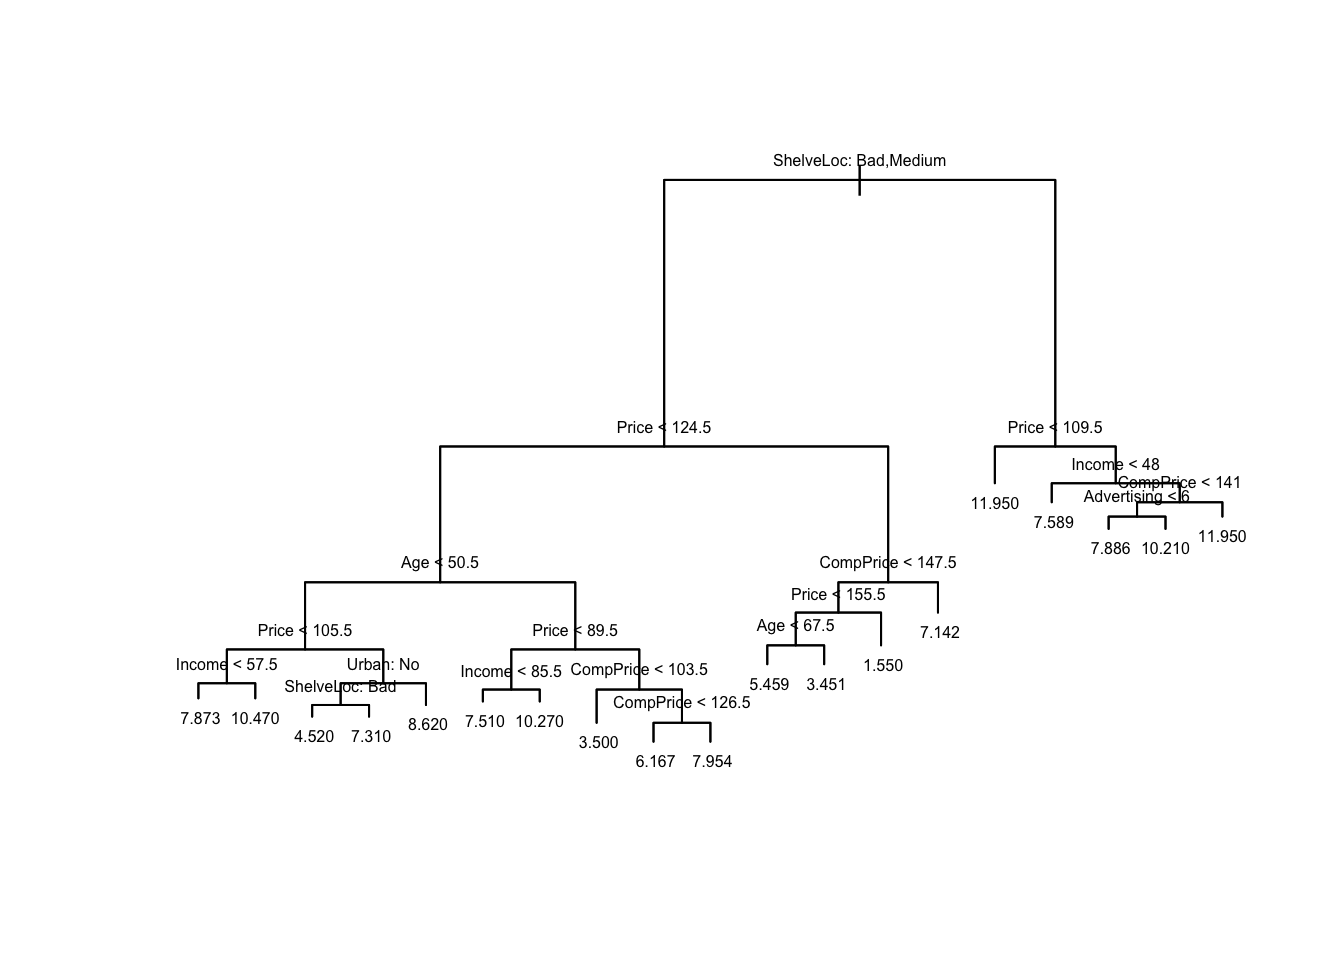 ShelveLoc: Bad,Medium
Price < 124.5
Price < 109.5
Income < 48
CompPrice < 141
Advertising < 6
11.950
7.589
7.886
10.210
11.950
Age < 50.5
CompPrice < 147.5
Price < 155.5
Age < 67.5
7.142
1.550
5.459
3.451
Price < 105.5
Price < 89.5
Income < 57.5
Urban: No
ShelveLoc: Bad
Income < 85.5
CompPrice < 103.5
CompPrice < 126.5
7.873
10.470
4.520
7.310
8.620
7.510
10.270
3.500
6.167
7.954